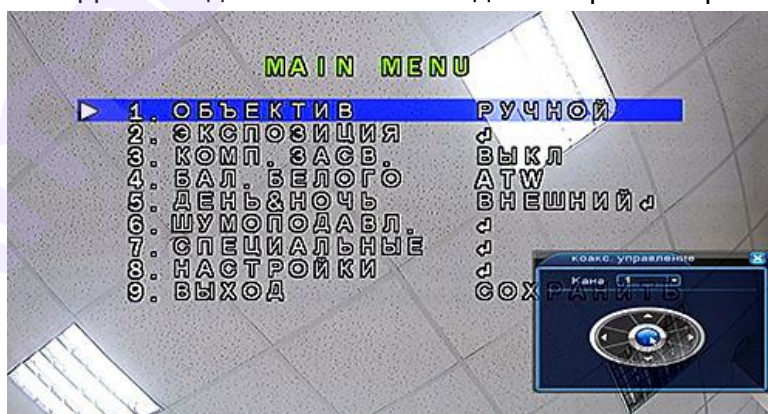 MAIN MENU
1. ОБЪЕКТИВ РУЧНОЙ
2. ЭКСПОЗИЦИЯ
3. КОМП. ЗАСВ. ВЫКЛ
4. БАЛ. БЕЛОГО ATW
5. ДЕНЬ&НОЧЬ ВНЕШНИЙ
6. ШУМОПОДАВЛ.
7. СПЕЦИАЛЬНЫЕ
8. НАСТРОЙКИ
9. ВЫХОД СОХРАНИТЬ
коакс. управление
Кана 1